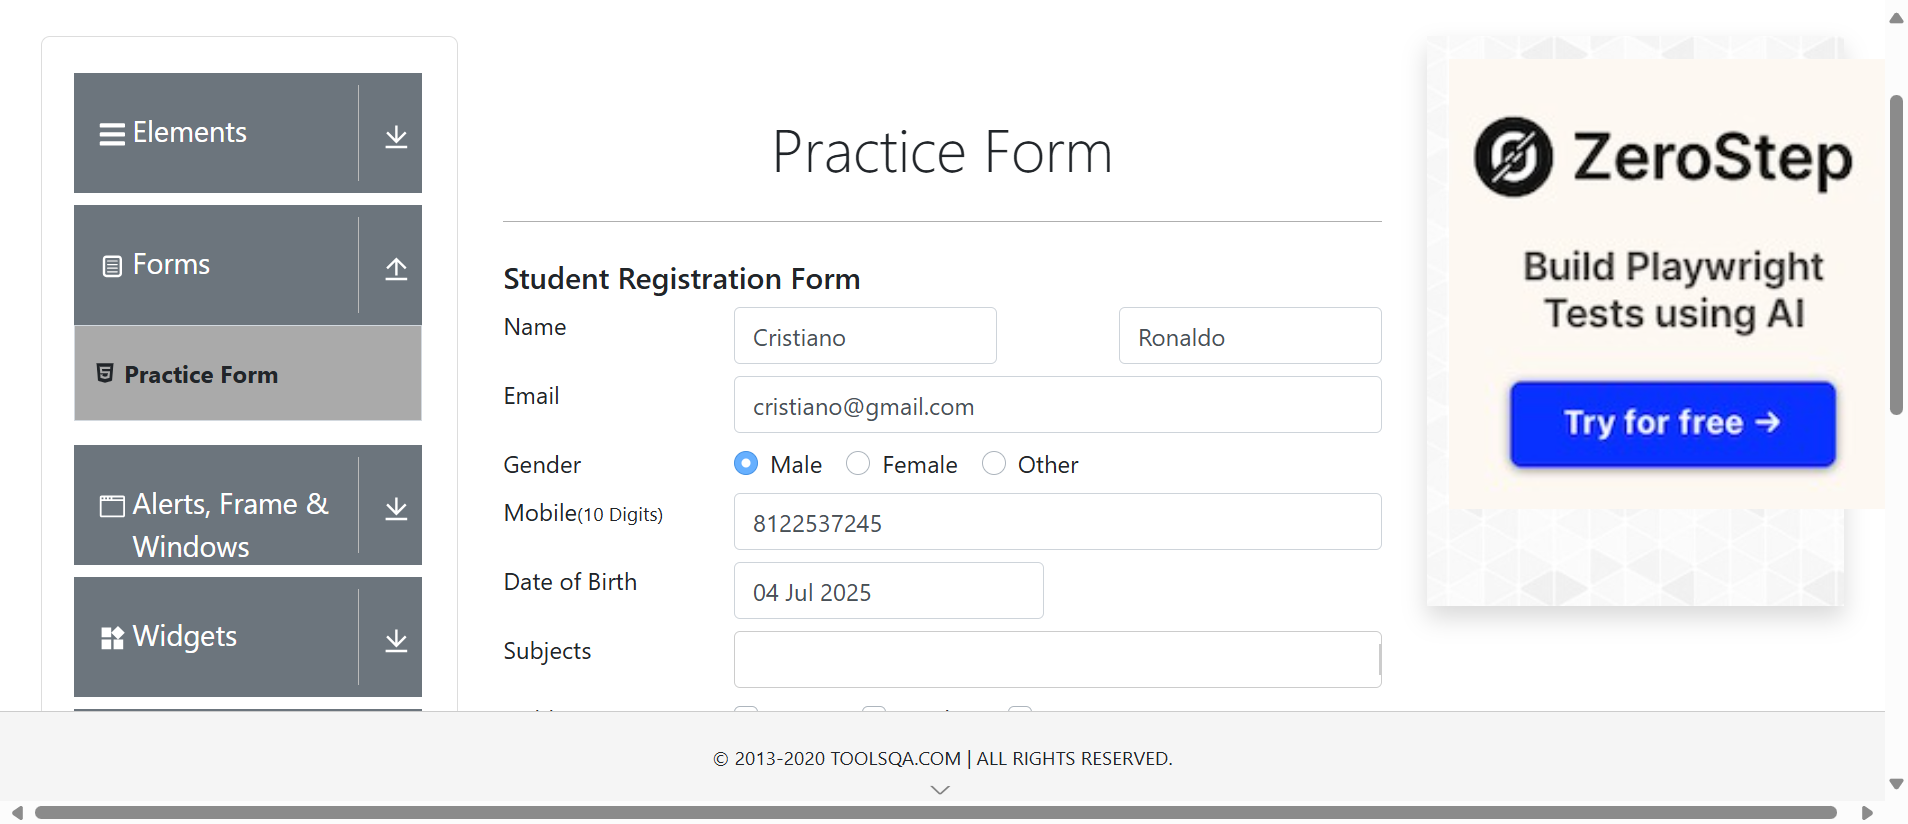 Elements
Forms
Practice Form
Alerts, Frame &
Windows
Widgets
Practice Form
Student Registration Form
Name
Cristiano
Ronaldo
Email
cristiano@gmail.com
Gender
Male
Female
Other
Mobile(10 Digits)
8122537245
Date of Birth
04 Jul 2025
Subjects
ZeroStep
Build Playwright
Tests using AI
Try for free →
© 2013-2020 TOOLSQA.COM | ALL RIGHTS RESERVED.